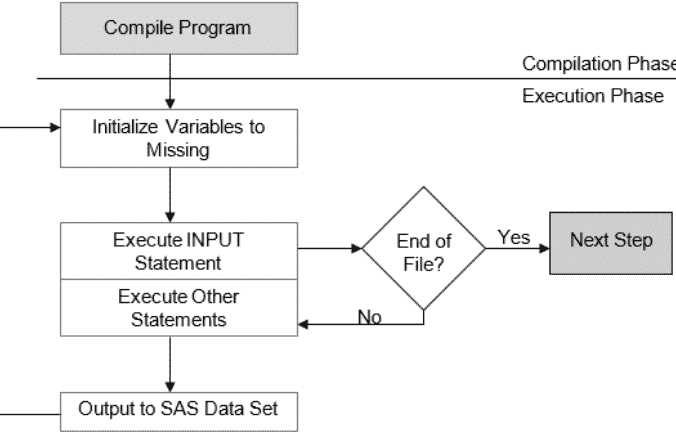 Compile Program
Compilation Phase
Execution Phase
Initialize Variables to
Missing
Execute INPUT
Statement
End of
File?
Yes
Next Step
Execute Other
Statements
No
Output to SAS Data Set